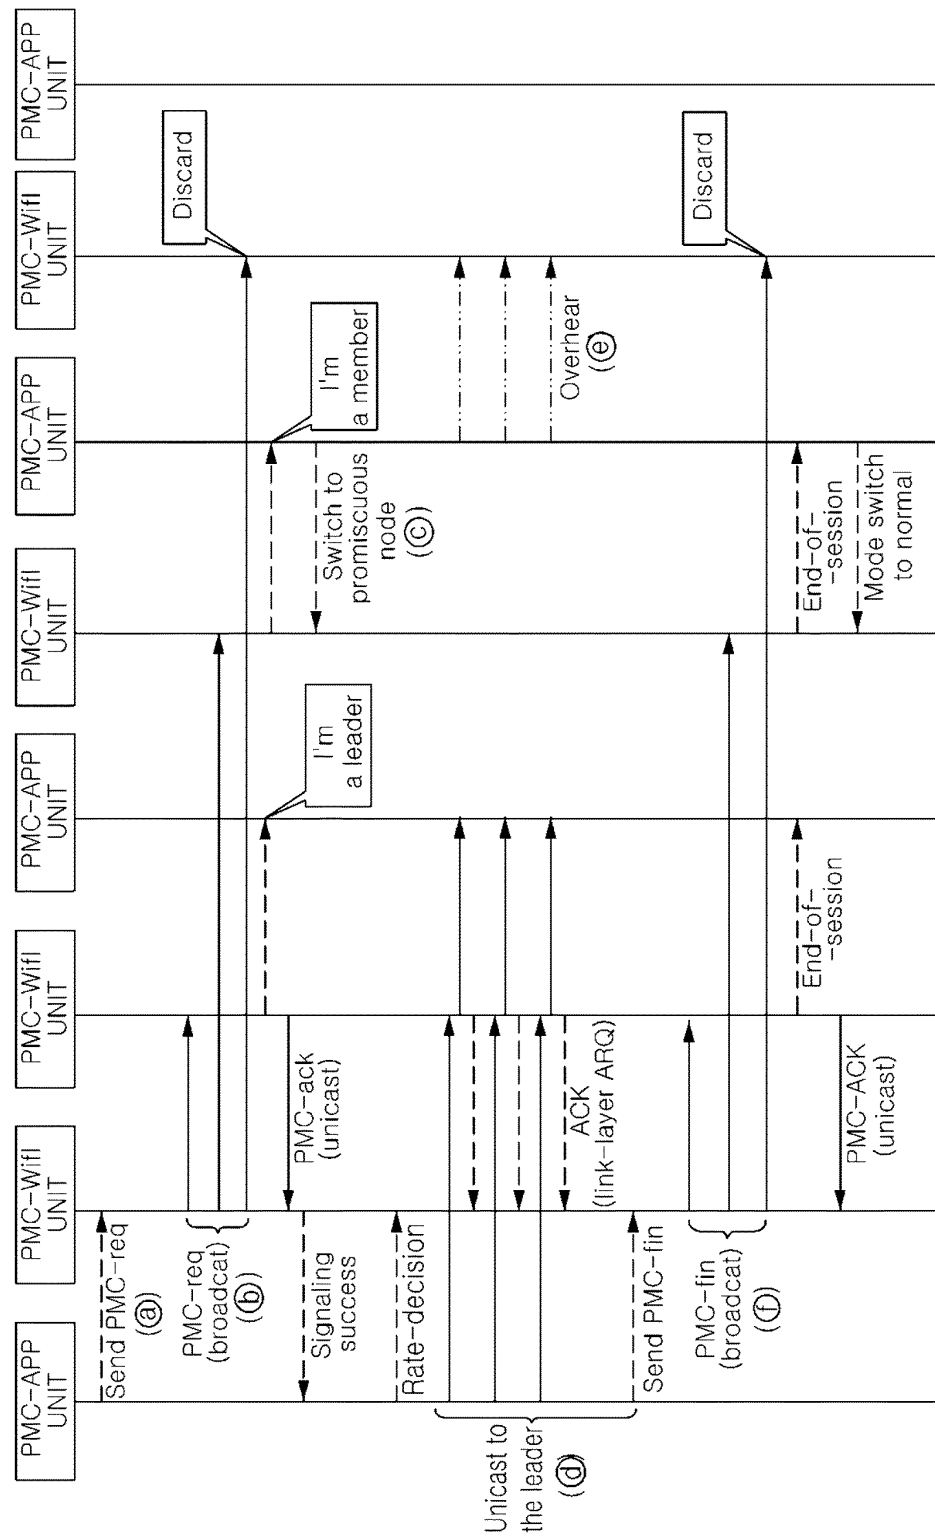 PMC-APP
UNIT
PMC-WifI
UNIT
PMC-WifI
UNIT
PMC-APP
UNIT
PMC-WifI
UNIT
PMC-APP
UNIT
PMC-WifI
UNIT
PMC-APP
UNIT
Send PMC-req
(ⓐ)
PMC-req
(broadcat)
(ⓑ)
Discard
I'm
a leader
I'm
a member
PMC-ack
(unicast)
Signaling
success
Switch to
promiscuous
node
(ⓒ)
Rate-decision
Unicast to
the leader
(ⓓ)
ACK
(link-layer ARQ)
Overhear
(ⓔ)
Send PMC-fin
PMC-fin
(broadcat)
(ⓕ)
Discard
End-of-
-session
End-of-
-session
PMC-ACK
(unicast)
Mode switch
to normal